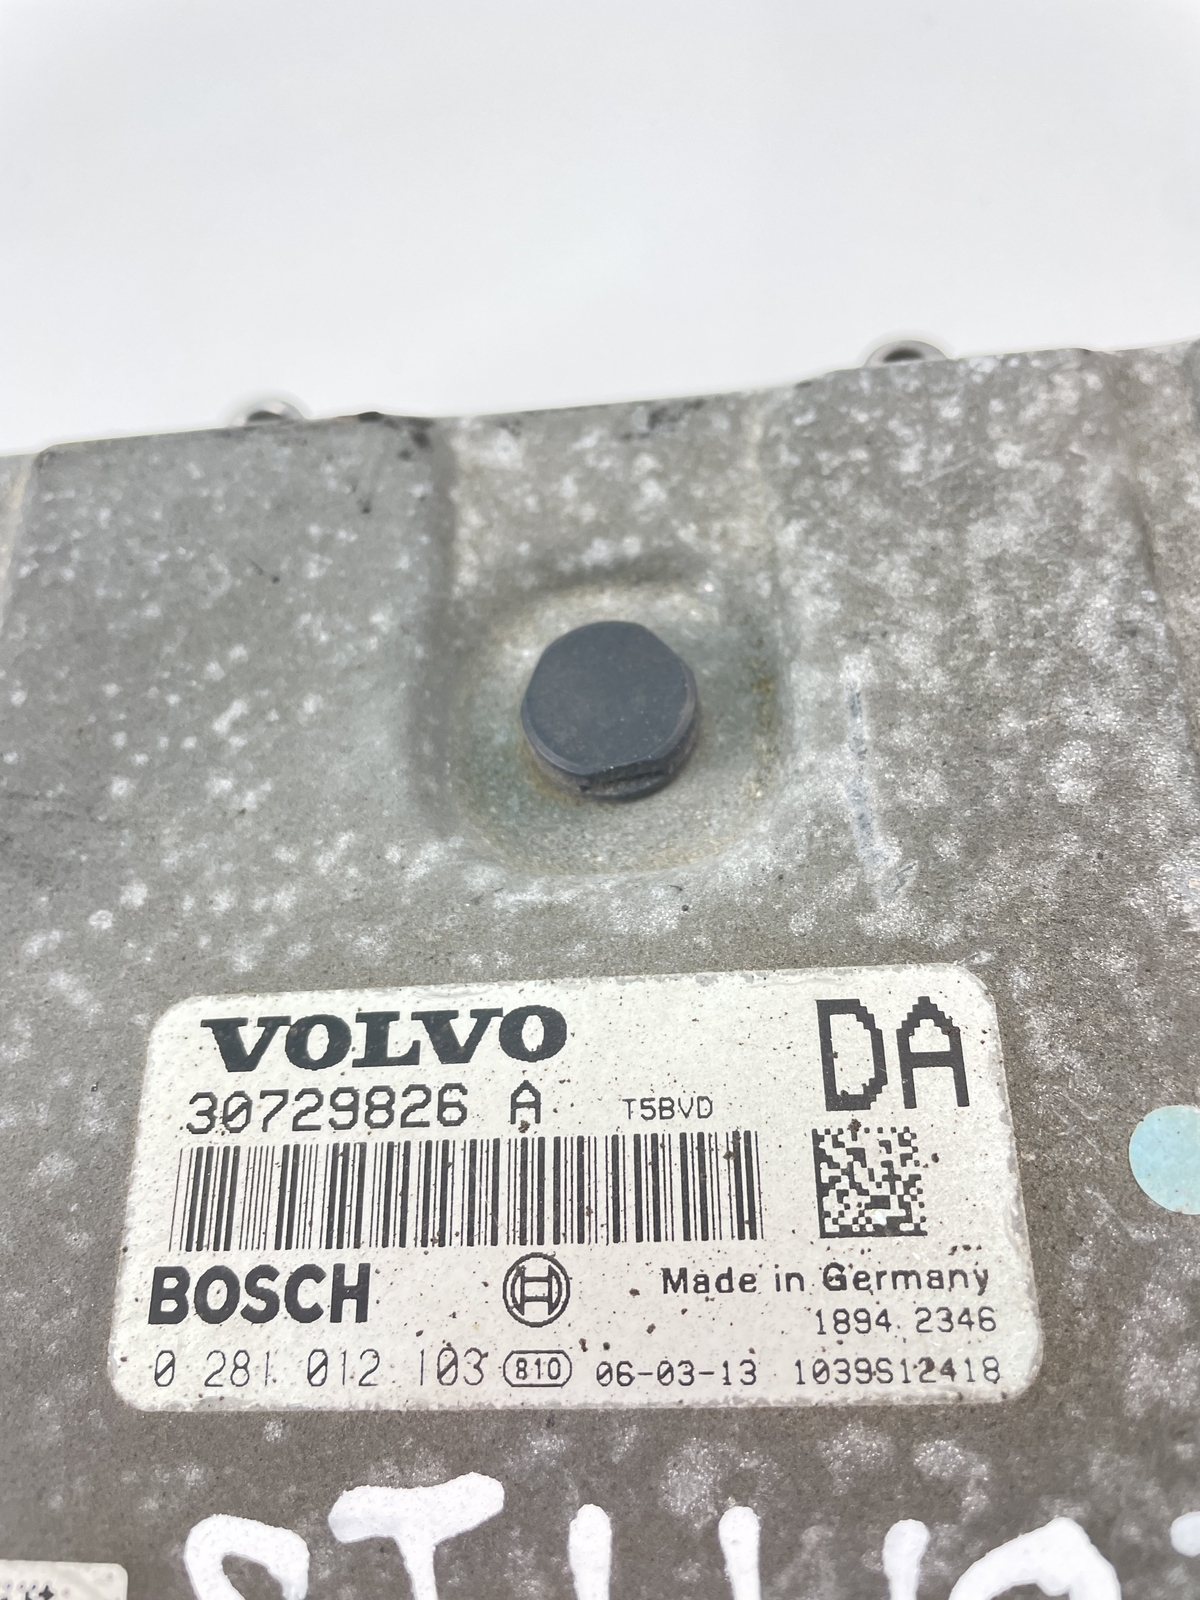 VOLVO
30729826 A T5BVD
DA
BOSCH
Made in Germany
1894 2346
0 281 012 103 810 06-03-13 1039S12418